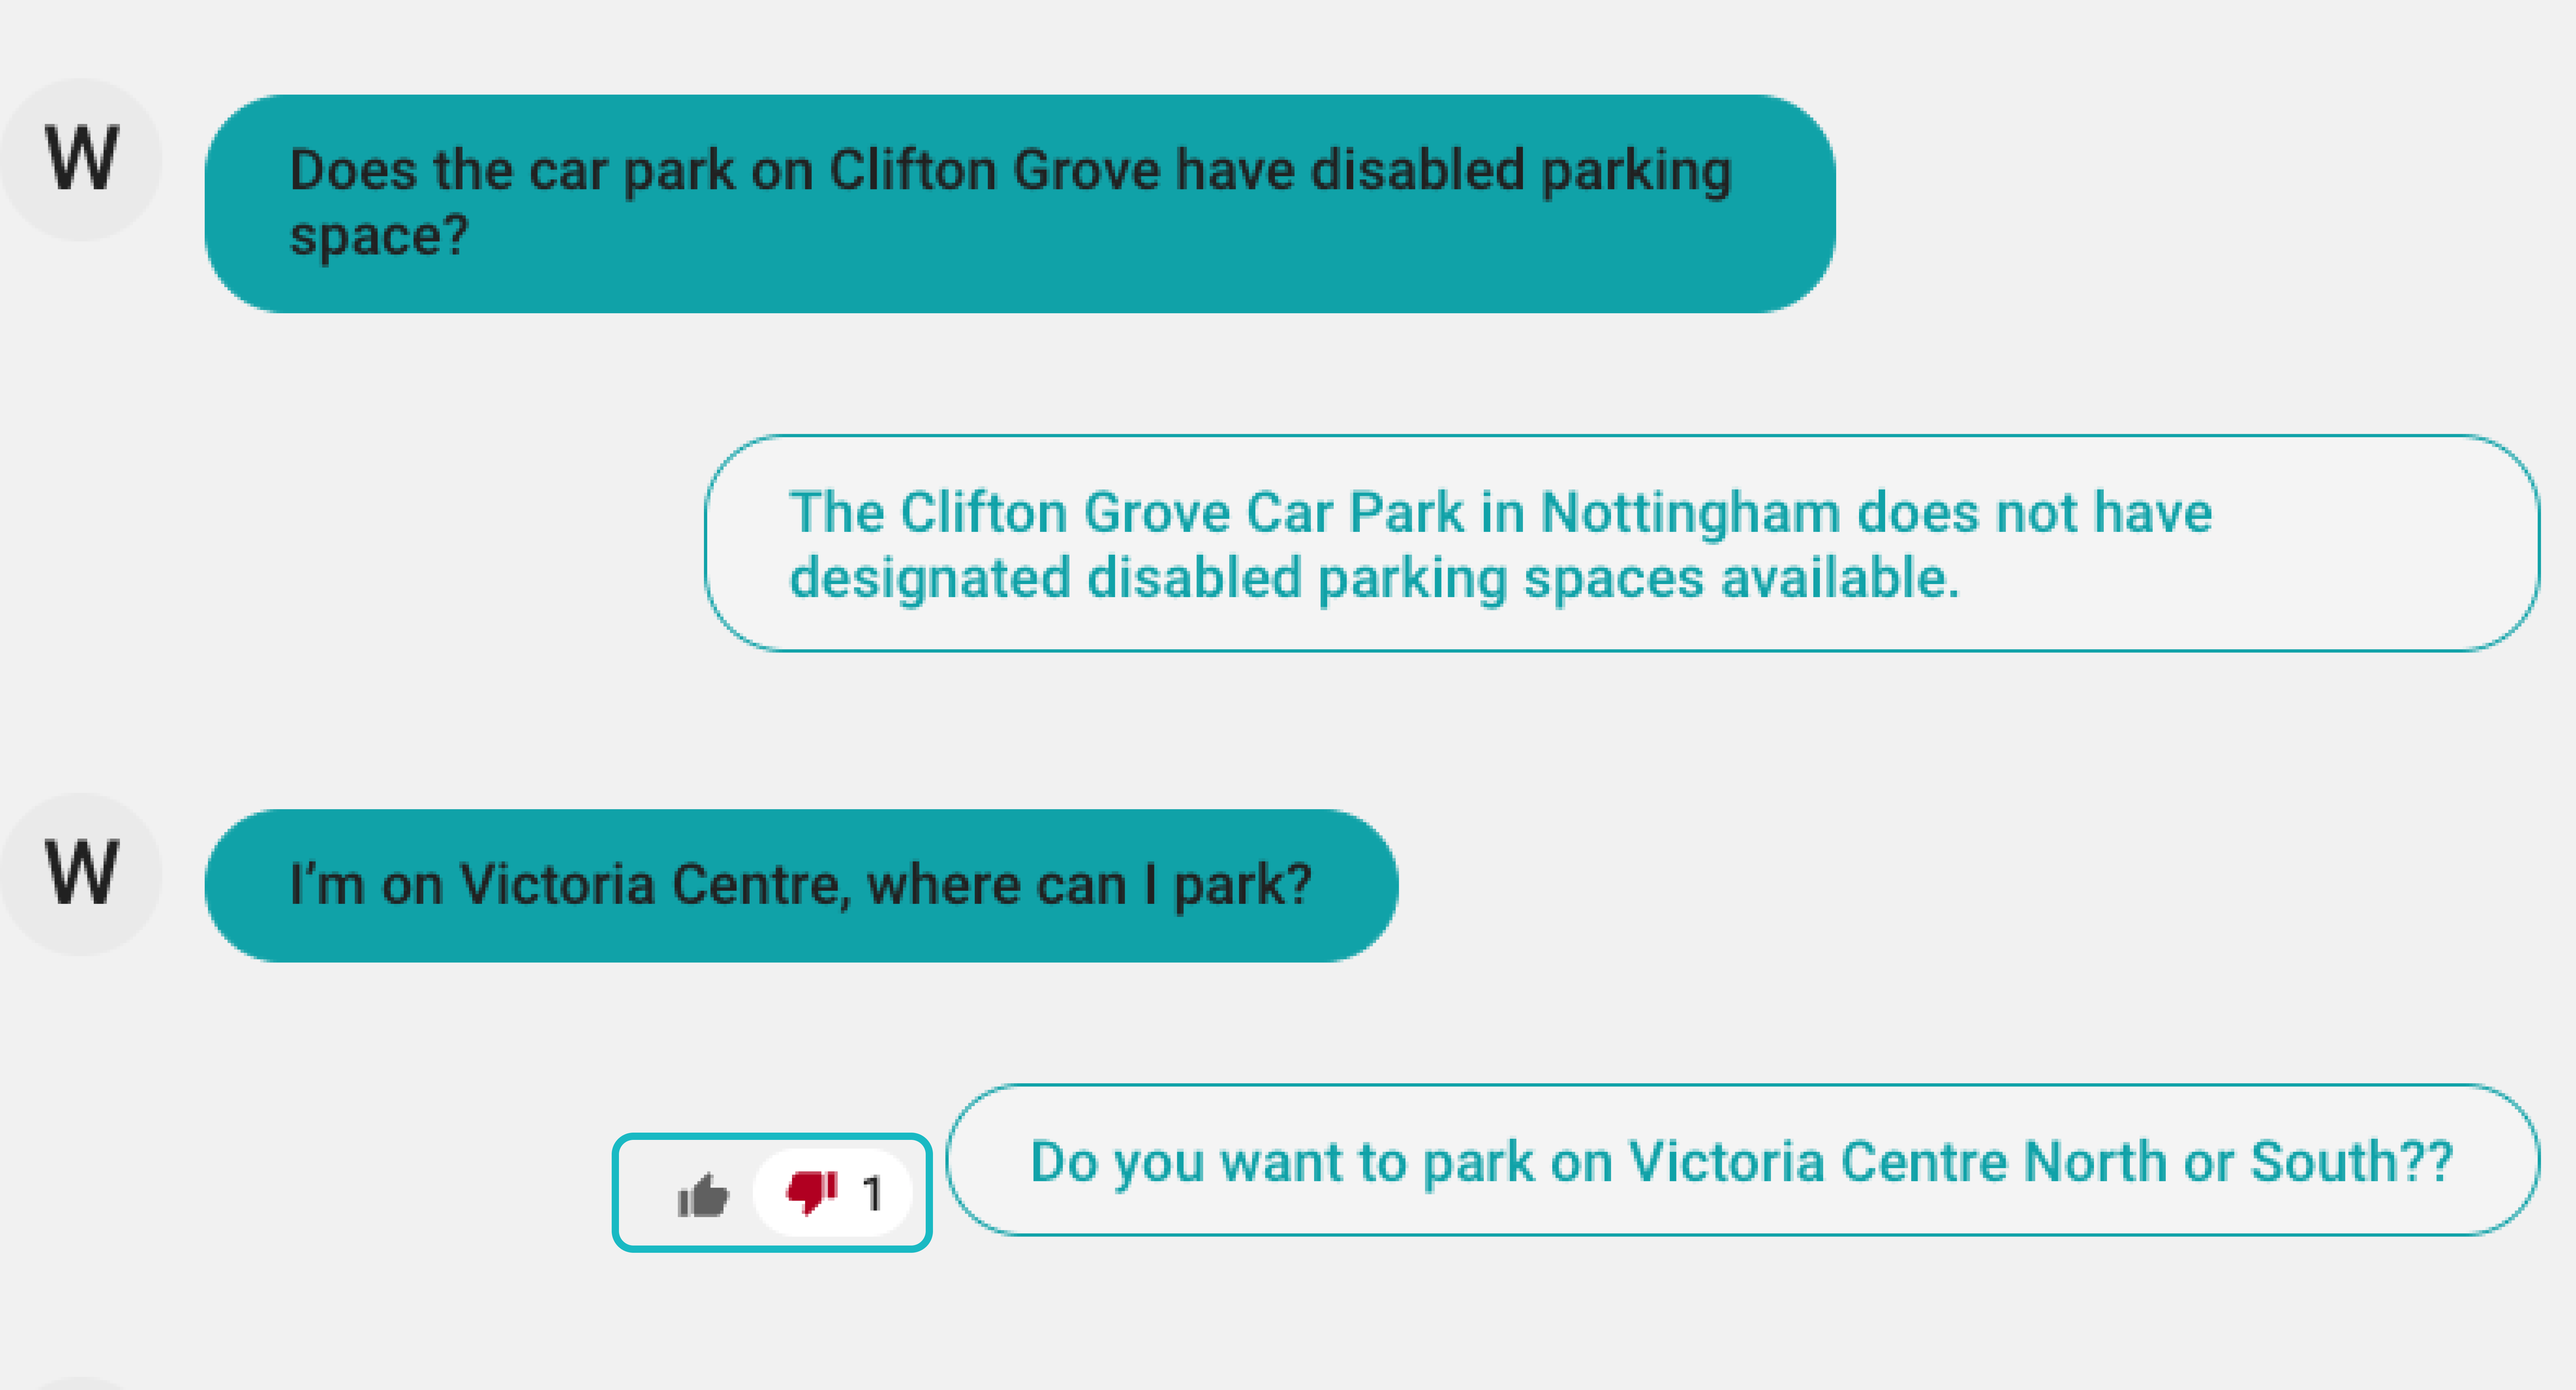 W
Does the car park on Clifton Grove have disabled parking
space?
The Clifton Grove Car Park in Nottingham does not have
designated disabled parking spaces available.
W
I’m on Victoria Centre, where can I park?
1
Do you want to park on Victoria Centre North or South??